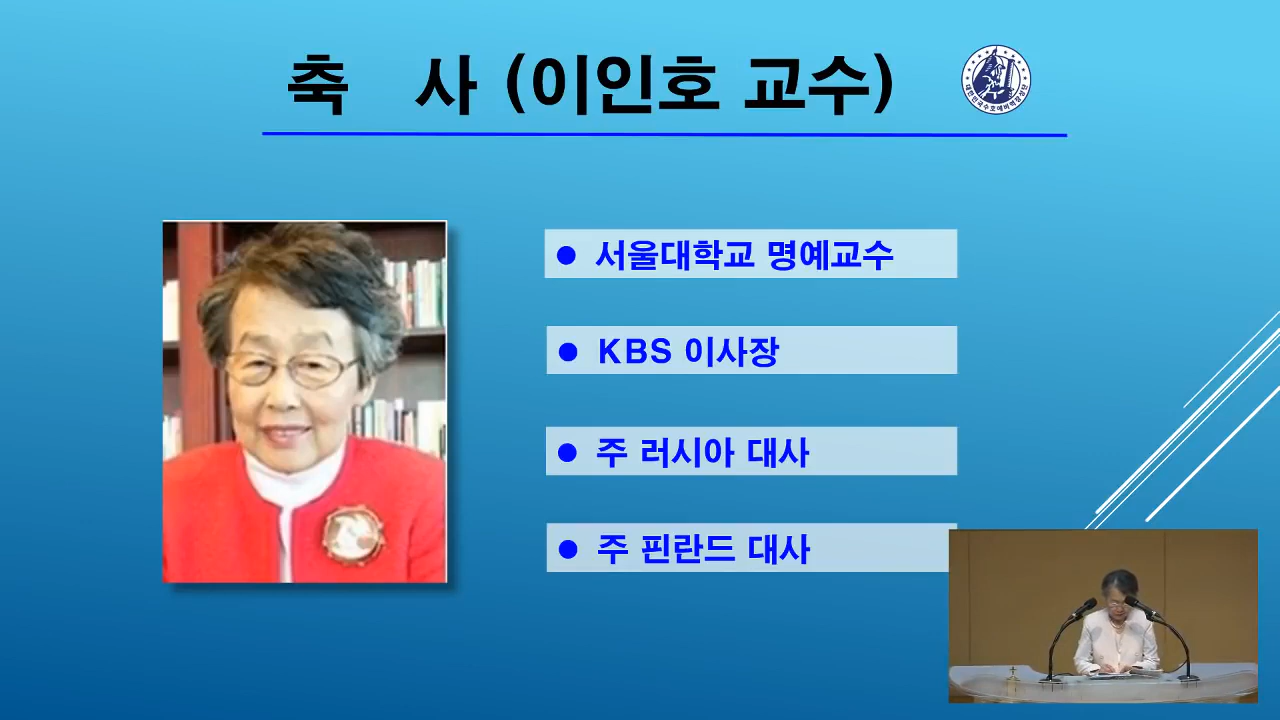 축 사 (이인호 교수)
● 서울대학교 명예교수
● KBS 이사장
● 주 러시아 대사
● 주 핀란드 대사